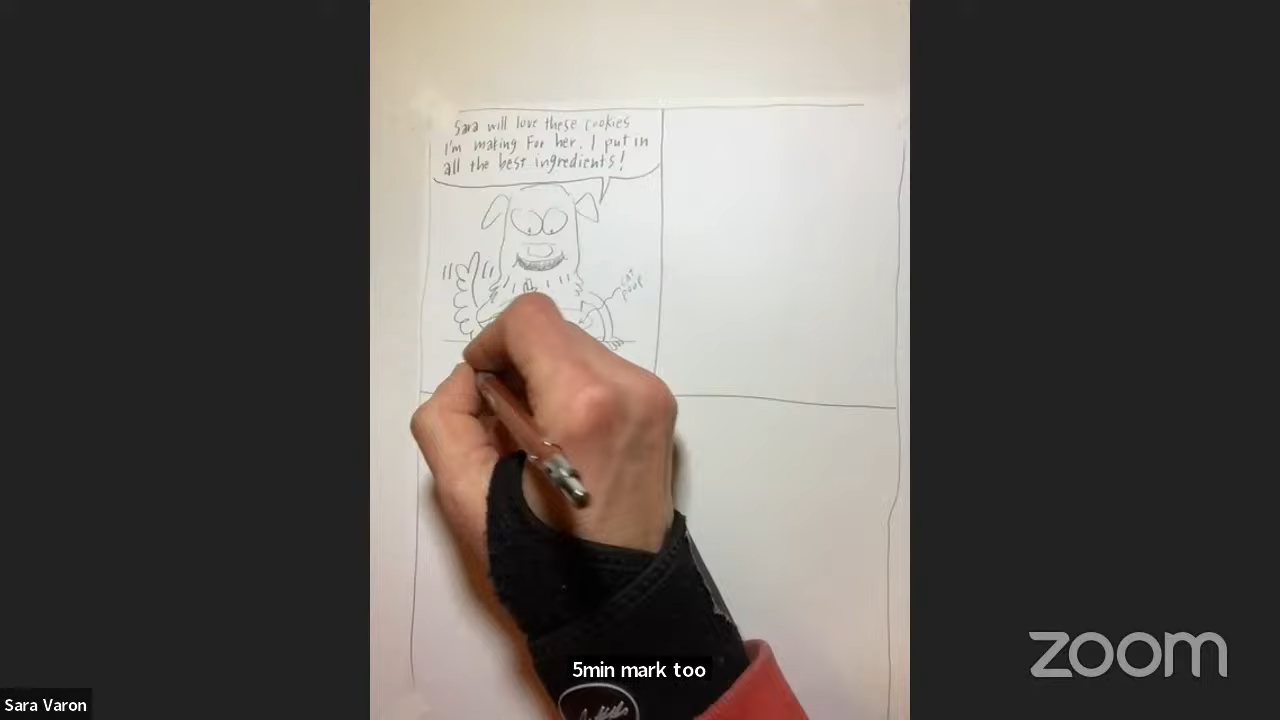 Sara will love these cookies
I'm making for her. I put in
all the best ingredients!
cat
poop
5min mark too
Sara Varon
zoom